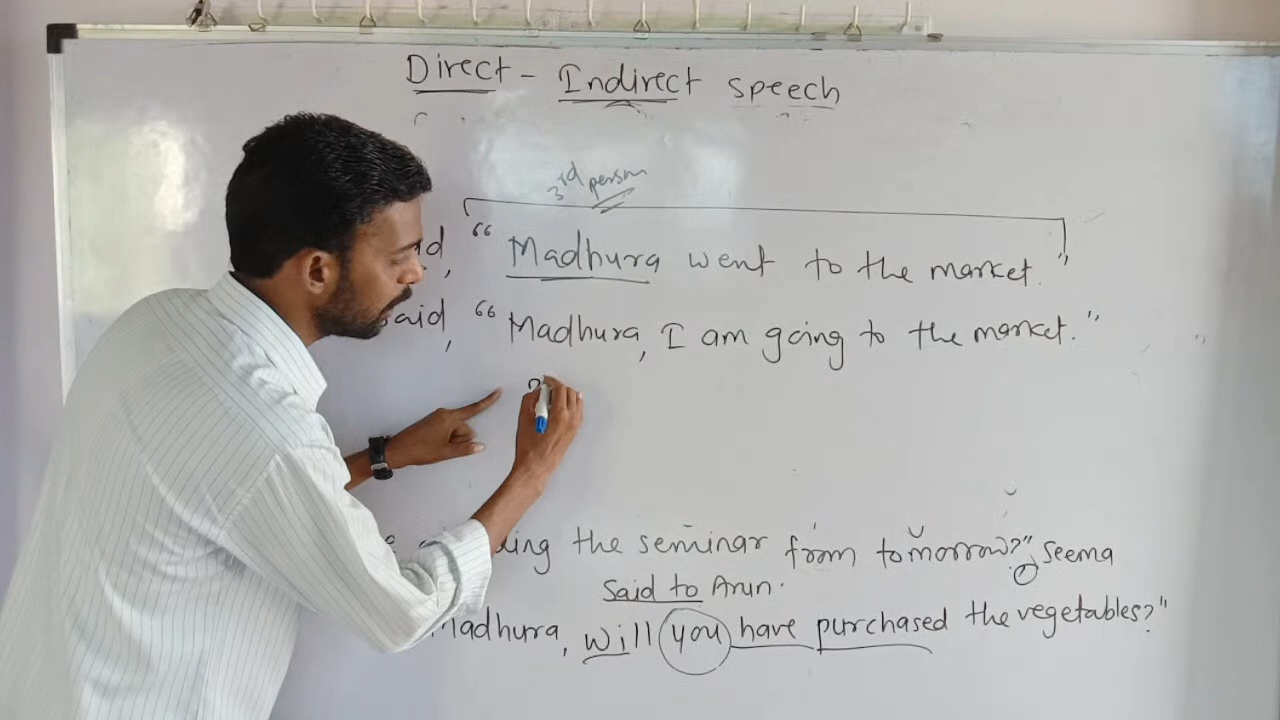 Direct - Indirect speech
3rd person
"Madhura went to the market."
said, "Madhura, I am going to the market."
the seminar from tomorrow?" Seema
said to Arun.
Madhura, will you have purchased the vegetables?"